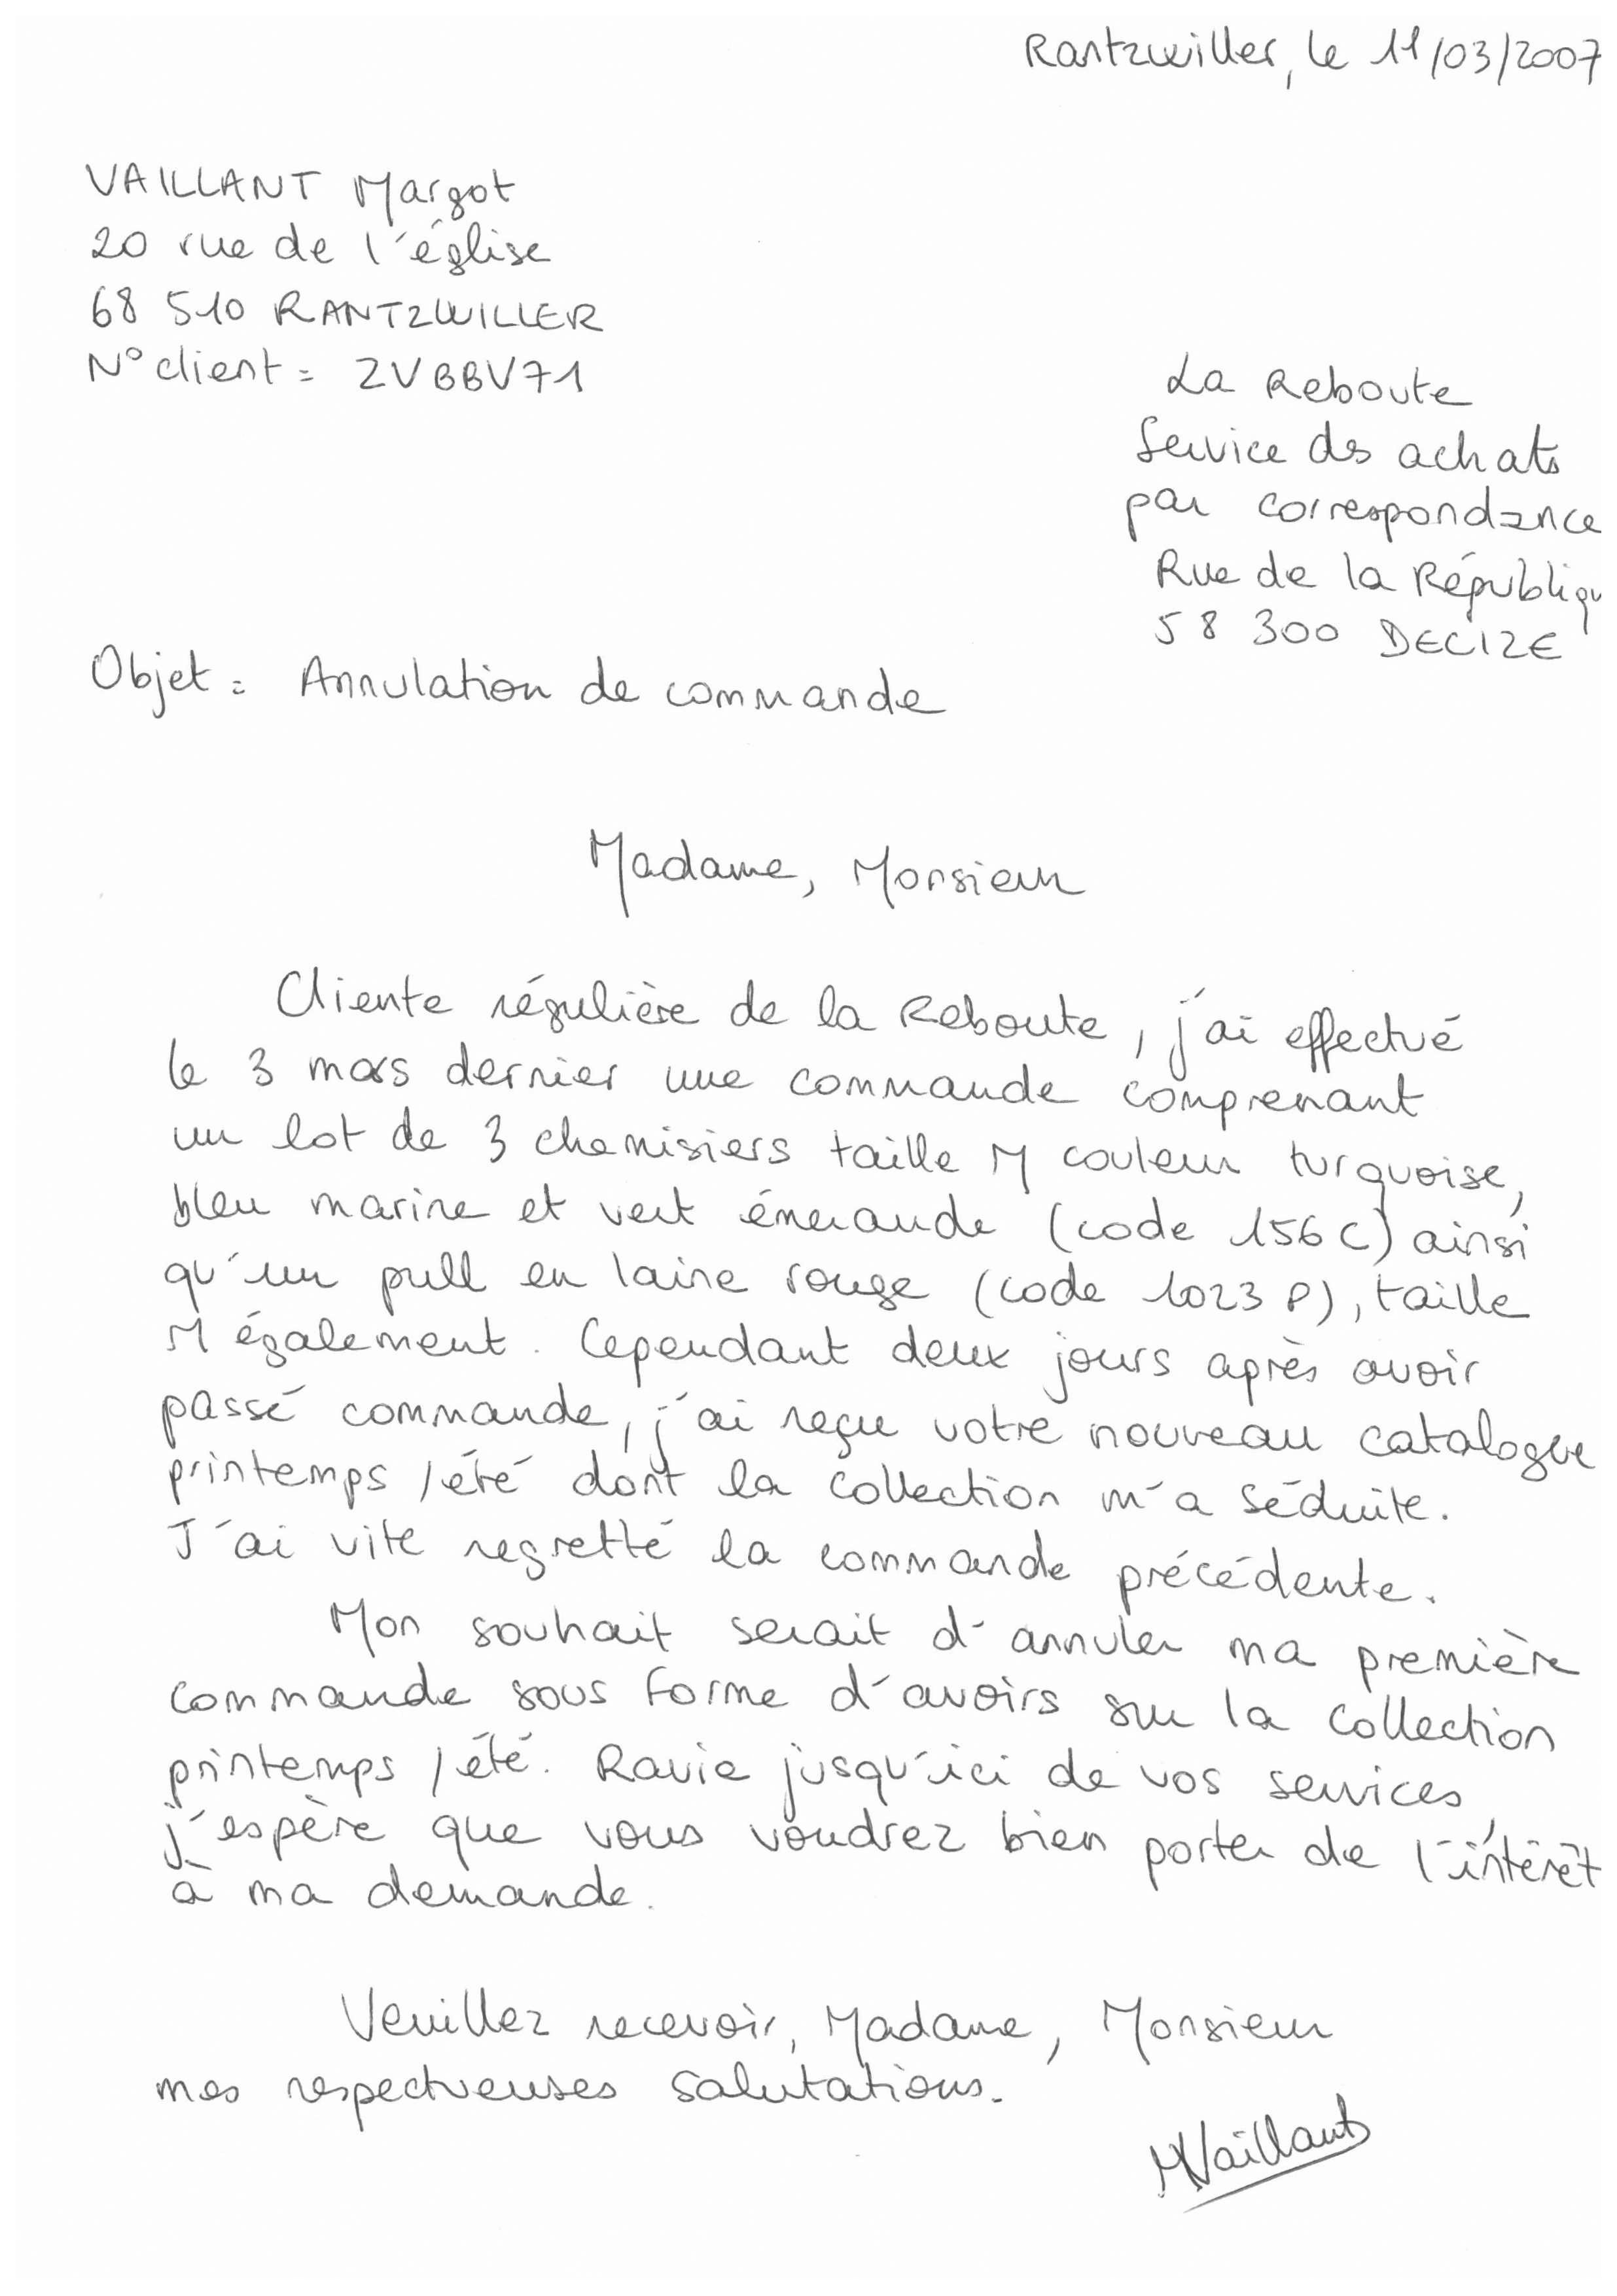 Rantzwiller, le 11/03/2007
VAILLANT Margot
20 rue de l'église
68 510 RANTZWILLER
N° client = ZVBBV71
La Reboute
Service des achats
par correspondance
Rue de la Républiqu
58 300 DECIZE
Objet = Annulation de commande
Madame, Monsieur
Cliente régulière de la Reboute, j'ai effectué
le 3 mars dernier une commande comprenant
un lot de 3 chemisiers taille M couleur turquoise,
bleu marine et vert émeraude (code 156 C) ainsi
qu'un pull en laine rouge (code 1023 P), taille
M également. Cependant deux jours après avoir
passé commande, j'ai reçu votre nouveau catalogue
printemps / été dont la collection m'a séduite.
J'ai vite regretté la commande précédente.
Mon souhait serait d'annuler ma première
commande sous forme d'avoirs sur la collection
printemps / été. Ravie jusqu'ici de vos services,
j'espère que vous voudrez bien porter de l'intérêt
à ma demande.
Veuillez recevoir, Madame, Monsieur
mes respectueuses salutations.
MVaillant